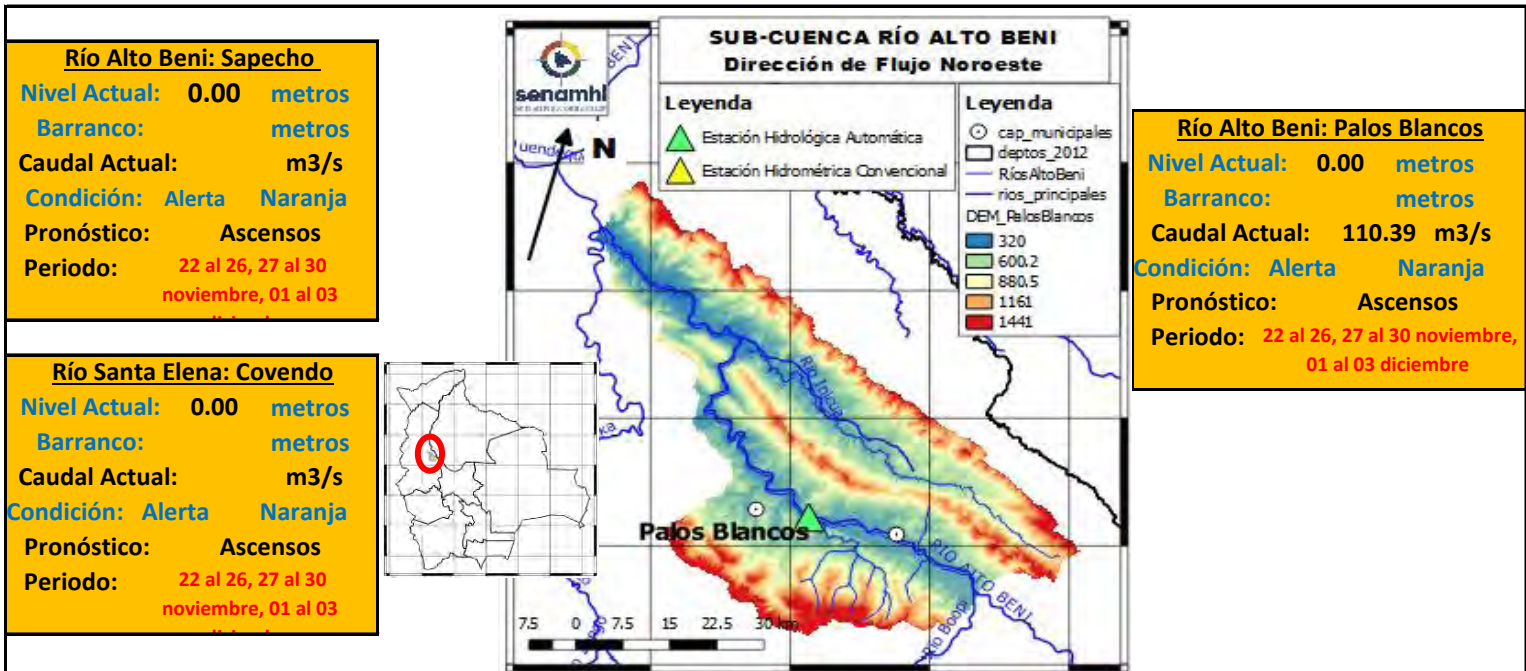 Río Alto Beni: Sapecho
Nivel Actual: 0.00 metros
Barranco: metros
Caudal Actual: m3/s
Condición: Alerta Naranja
Pronóstico: Ascensos
Periodo: 22 al 26, 27 al 30
noviembre, 01 al 03
Río Santa Elena: Covendo
Nivel Actual: 0.00 metros
Barranco: metros
Caudal Actual: m3/s
Condición: Alerta Naranja
Pronóstico: Ascensos
Periodo: 22 al 26, 27 al 30
noviembre, 01 al 03
SUB-CUENCA RÍO ALTO BENI
Dirección de Flujo Noroeste
senamhi
N
BENI
Leyenda
Estación Hidrológica Automática
Estación Hidrométrica Convencional
Leyenda
cap_municipales
deptos_2012
RíosAltoBeni
rios_principales
DEM_PalosBlancos
320
600.2
880.5
1161
1441
Río Inicua
Palos Blancos
RÍO ALTO BENI
Río Boopi
7.5 0 7.5 15 22.5 30 km
Río Alto Beni: Palos Blancos
Nivel Actual: 0.00 metros
Barranco: metros
Caudal Actual: 110.39 m3/s
Condición: Alerta Naranja
Pronóstico: Ascensos
Periodo: 22 al 26, 27 al 30 noviembre,
01 al 03 diciembre